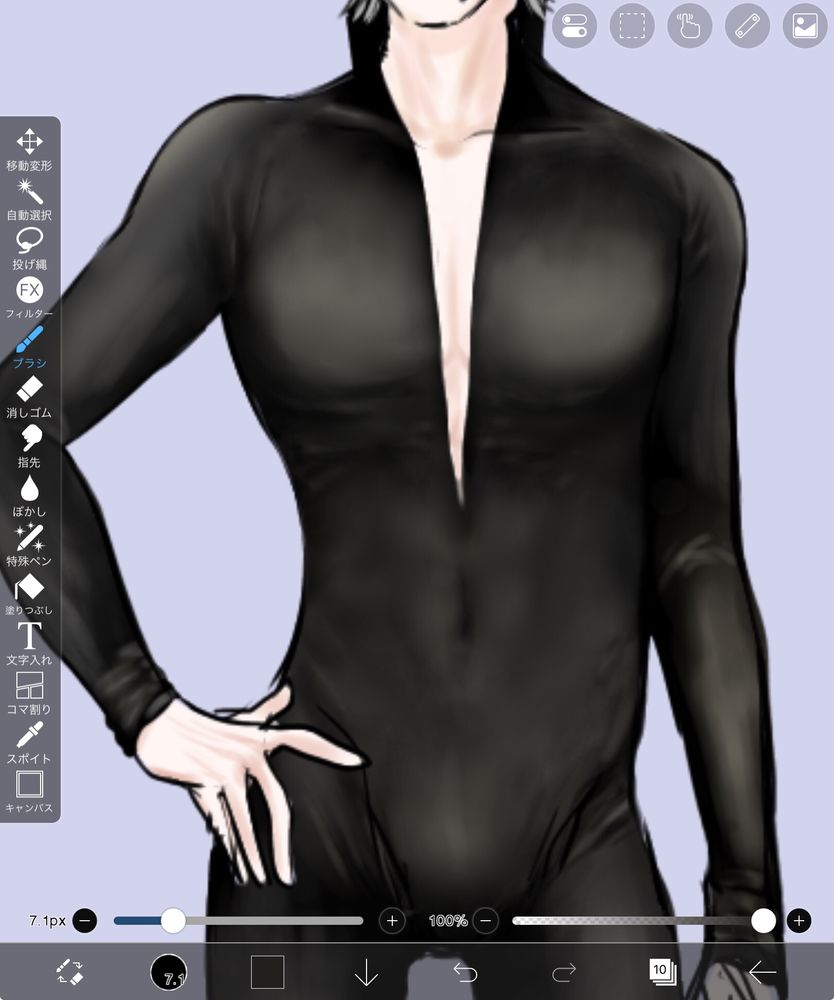 移動変形
自動選択
投げ縄
FX
フィルター
ブラシ
消しゴム
指先
ぼかし
特殊ペン
塗りつぶし
T
文字入れ
コマ割り
スポイト
キャンバス
7.1px
100%
7.1
10